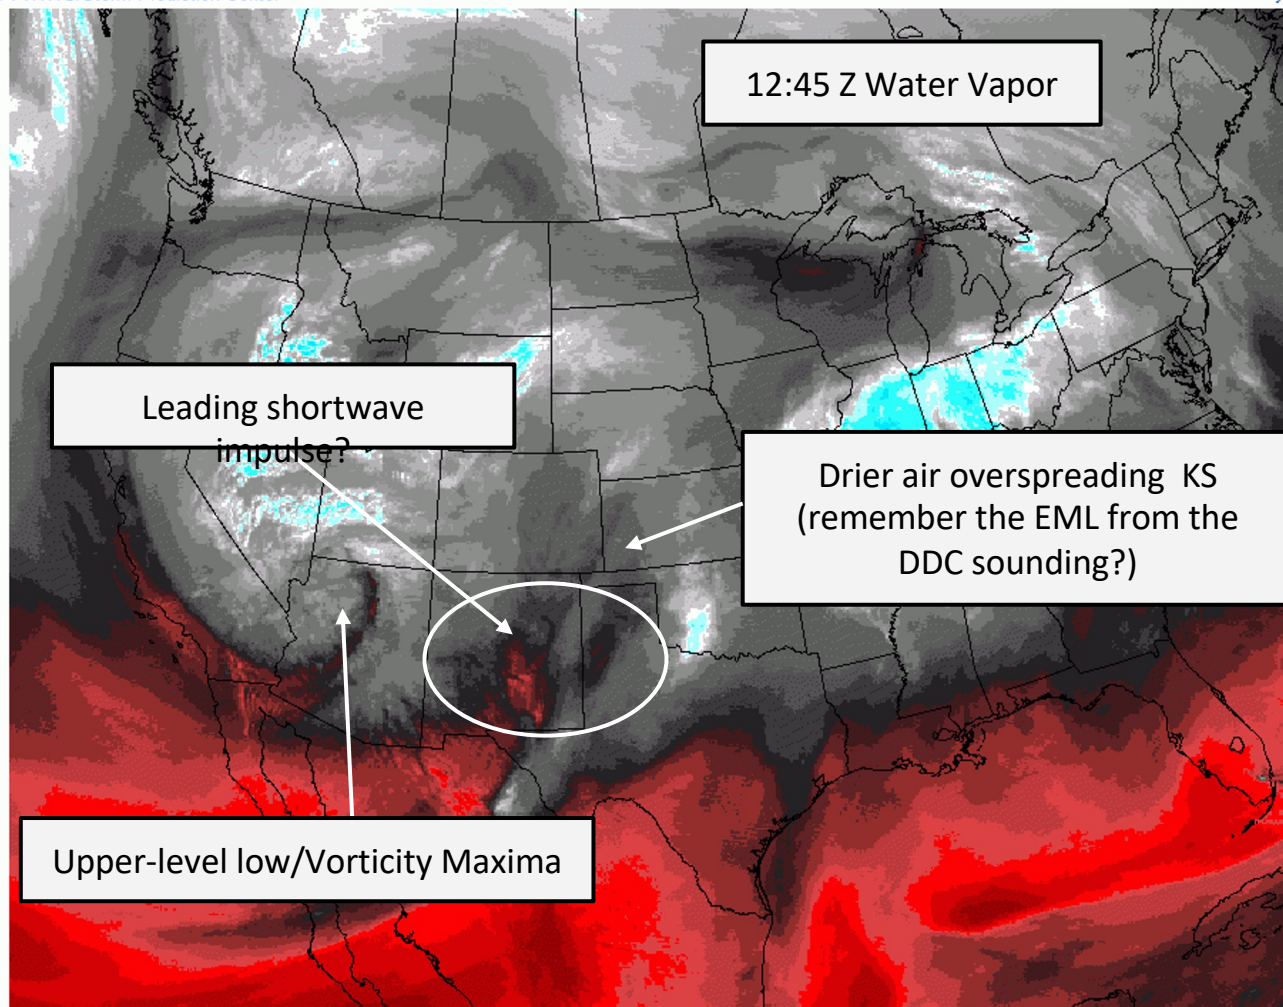 12:45 Z Water Vapor
Leading shortwave
impulse?
Drier air overspreading KS
(remember the EML from the
DDC sounding?)
Upper-level low/Vorticity Maxima